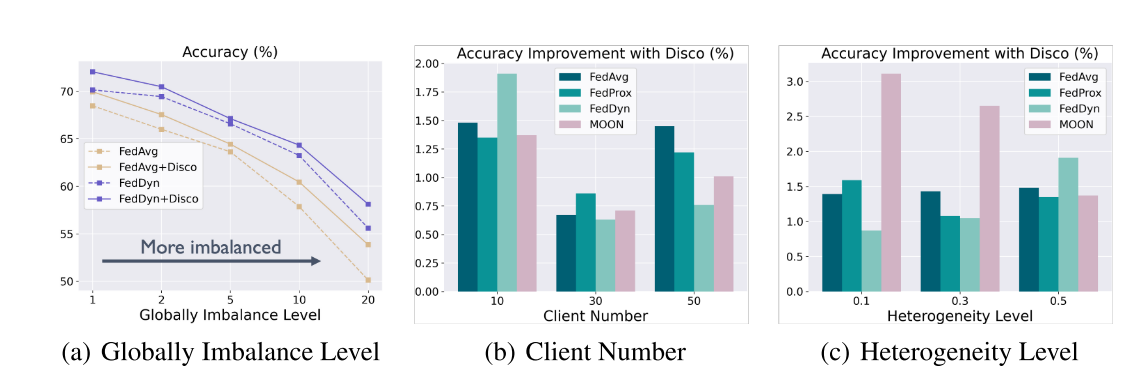 Accuracy (%)
70
65
60
55
50
FedAvg
FedAvg+Disco
FedDyn
FedDyn+Disco
More imbalanced
1 2 5 10 20
Globally Imbalance Level
(a) Globally Imbalance Level
Accuracy Improvement with Disco (%)
2.00
1.75
1.50
1.25
1.00
0.75
0.50
0.25
0.00
FedAvg
FedProx
FedDyn
MOON
10 30 50
Client Number
(b) Client Number
Accuracy Improvement with Disco (%)
3.0
2.5
2.0
1.5
1.0
0.5
0.0
FedAvg
FedProx
FedDyn
MOON
0.1 0.3 0.5
Heterogeneity Level
(c) Heterogeneity Level